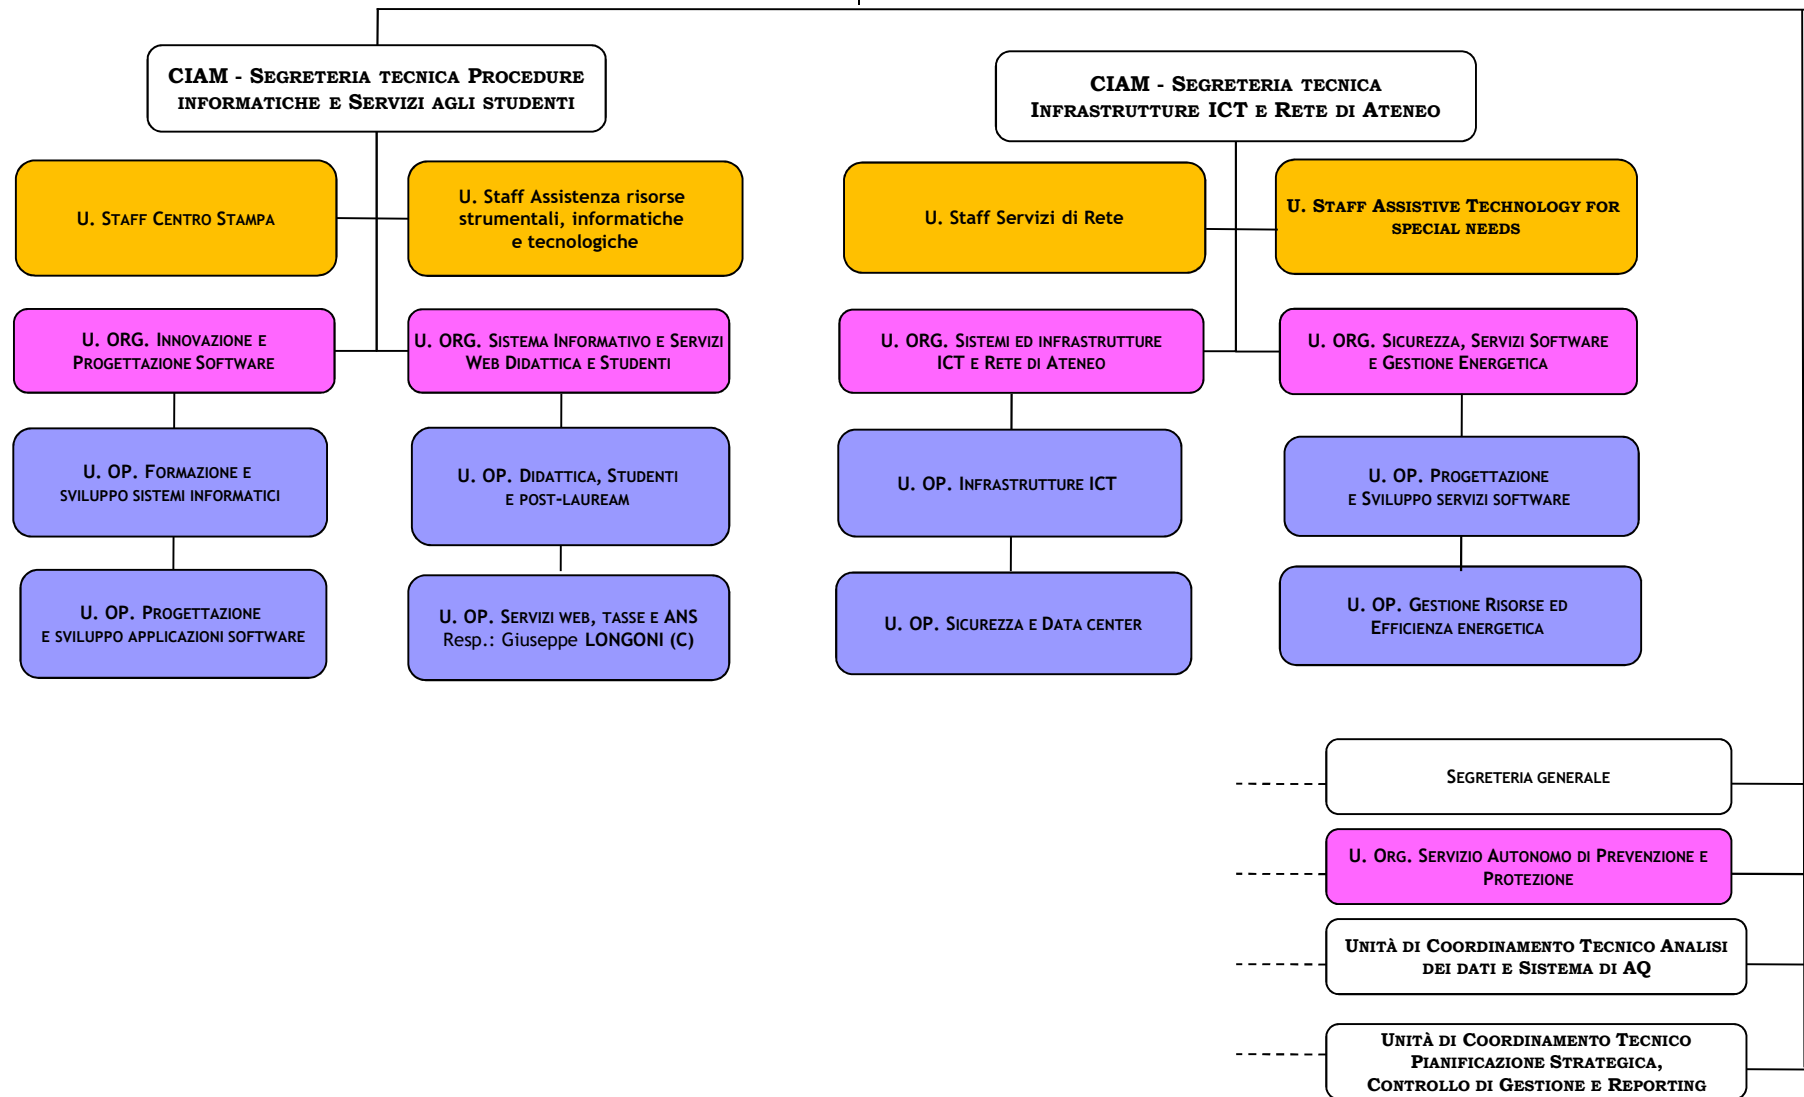 CIAM - Segreteria tecnica Procedure
informatiche e Servizi agli studenti
CIAM - Segreteria tecnica
Infrastrutture ICT e Rete di Ateneo
U. Staff Centro Stampa
U. Staff Assistenza risorse
strumentali, informatiche
e tecnologiche
U. Staff Servizi di Rete
U. Staff Assistive Technology for
special needs
U. ORG. Innovazione e
Progettazione Software
U. ORG. Sistema Informativo e Servizi
Web Didattica e Studenti
U. ORG. Sistemi ed infrastrutture
ICT e Rete di Ateneo
U. ORG. Sicurezza, Servizi Software
e Gestione Energetica
U. OP. Formazione e
sviluppo sistemi informatici
U. OP. Didattica, Studenti
e post-lauream
U. OP. Infrastrutture ICT
U. OP. Progettazione
e Sviluppo servizi software
U. OP. Progettazione
e sviluppo applicazioni software
U. OP. Servizi web, tasse e ANS
Resp.: Giuseppe LONGONI (C)
U. OP. Sicurezza e Data center
U. OP. Gestione Risorse ed
Efficienza energetica
Segreteria generale
U. Org. Servizio Autonomo di Prevenzione e
Protezione
Unità di Coordinamento Tecnico Analisi
dei dati e Sistema di AQ
Unità di Coordinamento Tecnico
Pianificazione Strategica,
Controllo di Gestione e Reporting